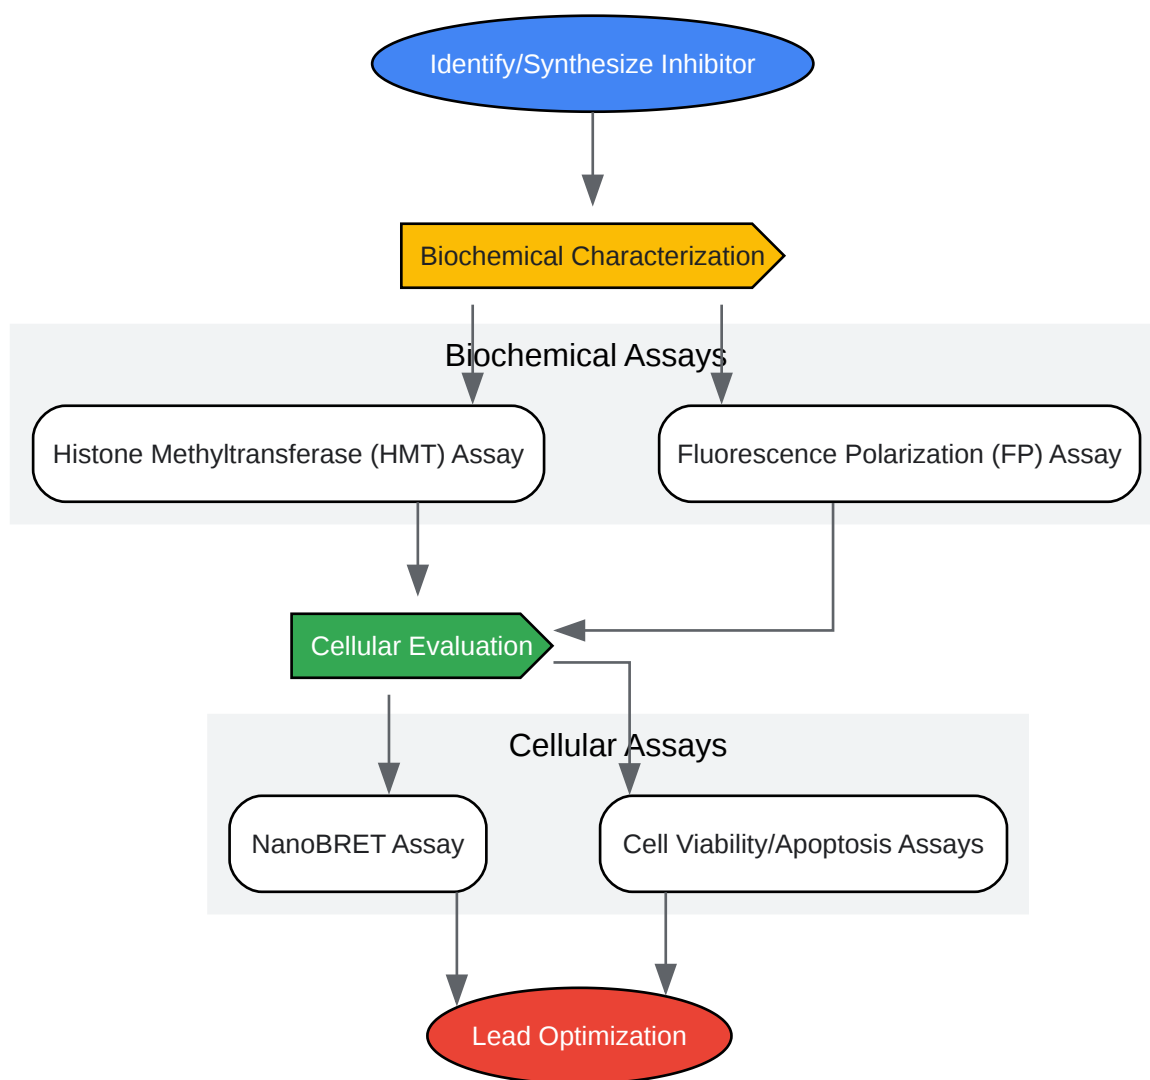 Identify/Synthesize Inhibitor
Biochemical Characterization
Biochemical Assays
Histone Methyltransferase (HMT) Assay
Fluorescence Polarization (FP) Assay
Cellular Evaluation
Cellular Assays
NanoBRET Assay
Cell Viability/Apoptosis Assays
Lead Optimization